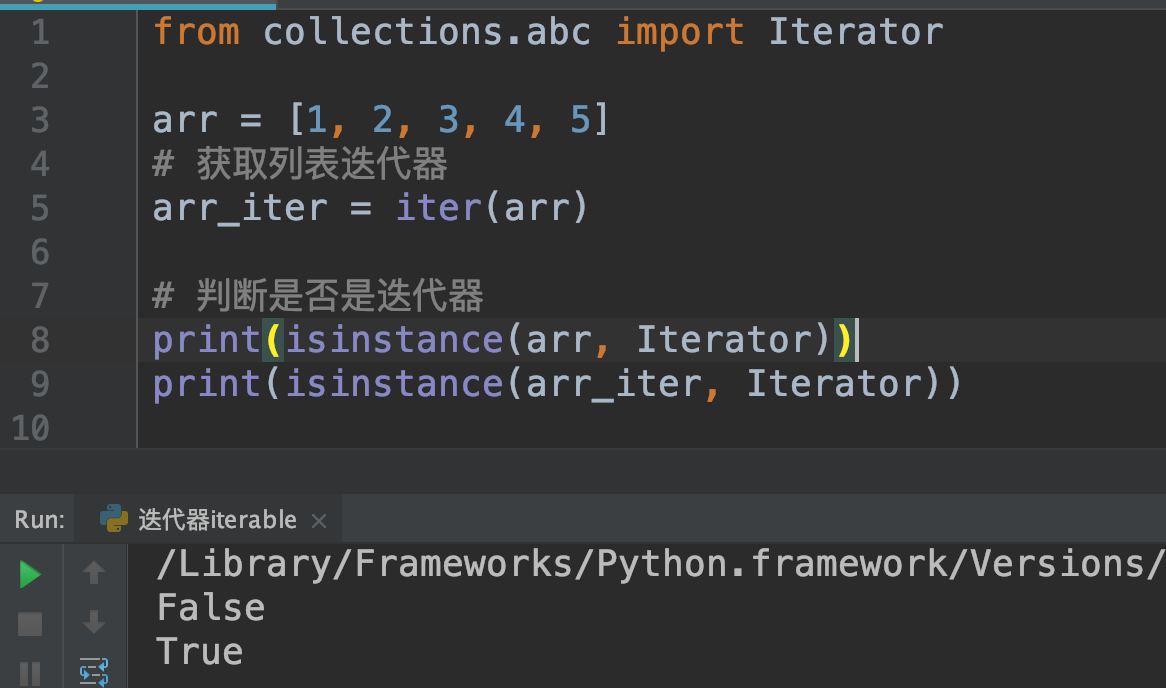 1 from collections.abc import Iterator
2
3 arr = [1, 2, 3, 4, 5]
4 # 获取列表迭代器
5 arr_iter = iter(arr)
6
7 # 判断是否是迭代器
8 print(isinstance(arr, Iterator))
9 print(isinstance(arr_iter, Iterator))
10
Run: 迭代器iterable
/Library/Frameworks/Python.framework/Versions/
False
True